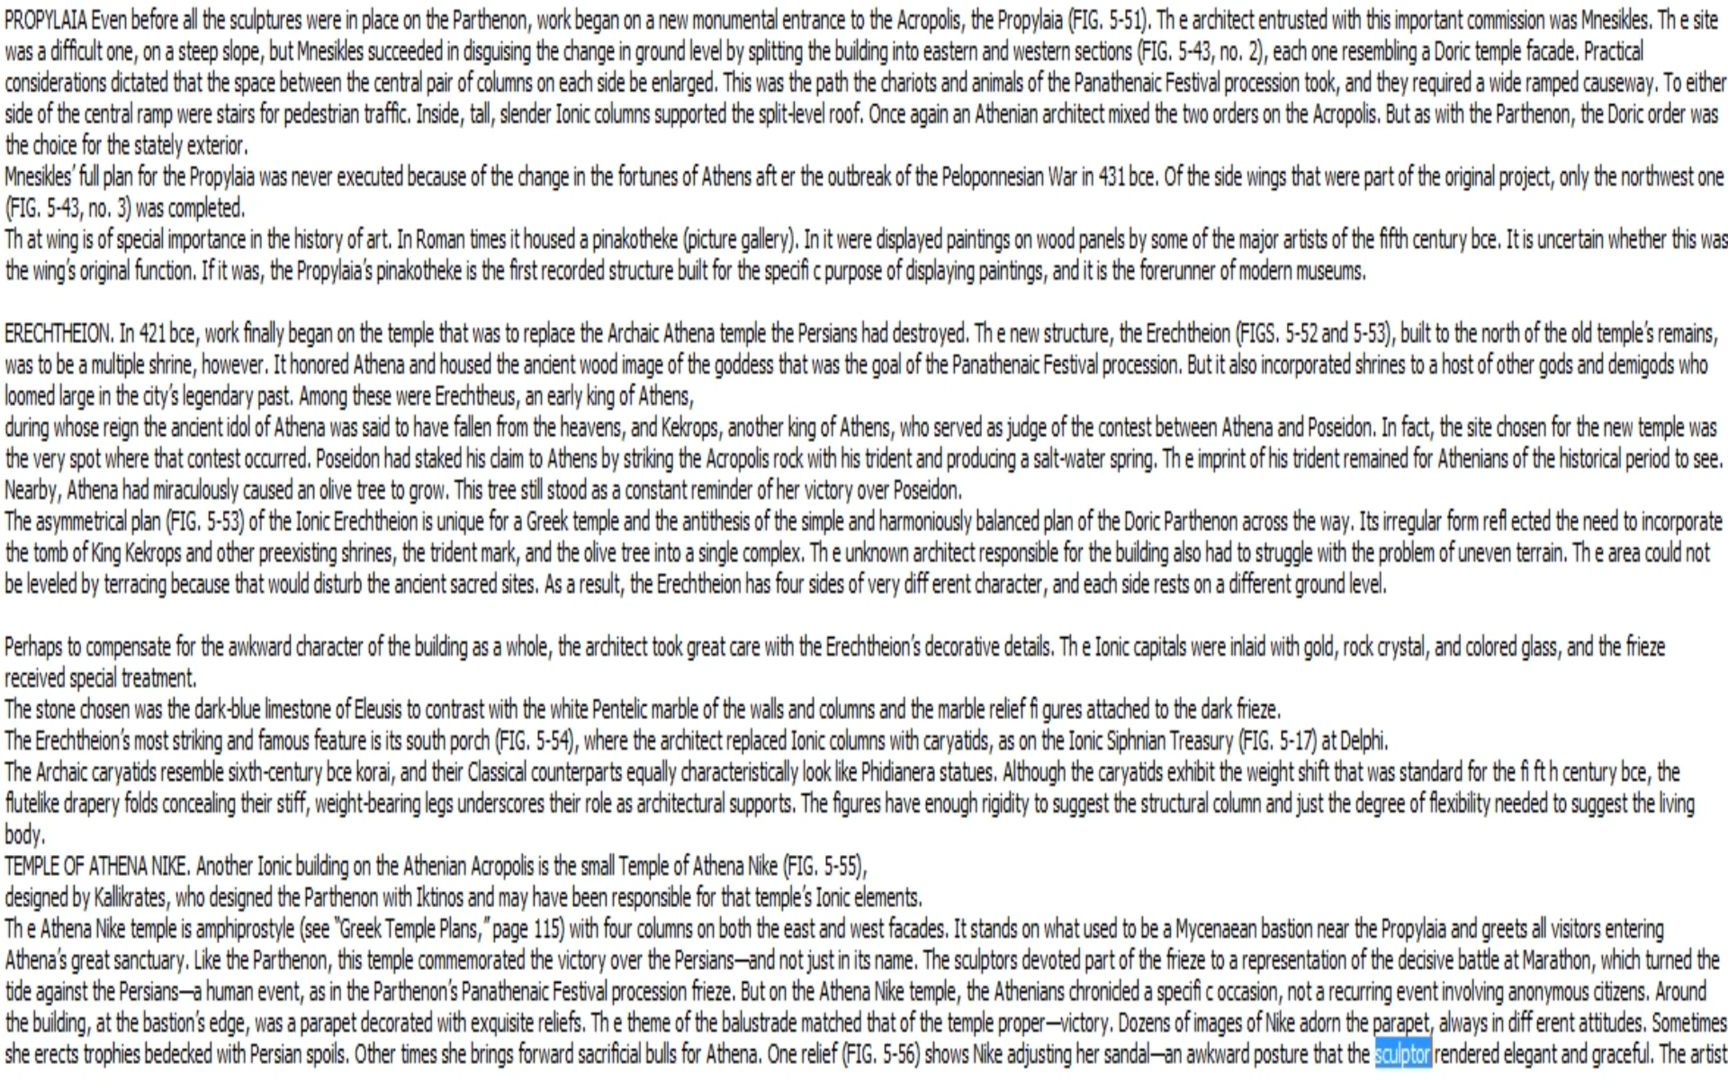 PROPYLAIA Even before all the sculptures were in place on the Parthenon, work began on a new monumental entrance to the Acropolis, the Propylaia (FIG. 5-51). Th e architect entrusted with this important commission was Mnesikles. Th e site
was a difficult one, on a steep slope, but Mnesikles succeeded in disguising the change in ground level by splitting the building into eastern and western sections (FIG. 5-43, no. 2), each one resembling a Doric temple facade. Practical
considerations dictated that the space between the central pair of columns on each side be enlarged. This was the path the chariots and animals of the Panathenaic Festival procession took, and they required a wide ramped causeway. To either
side of the central ramp were stairs for pedestrian traffic. Inside, tall, slender Ionic columns supported the split-level roof. Once again an Athenian architect mixed the two orders on the Acropolis. But as with the Parthenon, the Doric order was
the choice for the stately exterior.
Mnesikles’ full plan for the Propylaia was never executed because of the change in the fortunes of Athens aft er the outbreak of the Peloponnesian War in 431 bce. Of the side wings that were part of the original project, only the northwest one
(FIG. 5-43, no. 3) was completed.
Th at wing is of special importance in the history of art. In Roman times it housed a pinakotheke (picture gallery). In it were displayed paintings on wood panels by some of the major artists of the fifth century bce. It is uncertain whether this was
the wing’s original function. If it was, the Propylaia’s pinakotheke is the first recorded structure built for the specifi c purpose of displaying paintings, and it is the forerunner of modern museums.
ERECHTHEION. In 421 bce, work finally began on the temple that was to replace the Archaic Athena temple the Persians had destroyed. Th e new structure, the Erechtheion (FIGS. 5-52 and 5-53), built to the north of the old temple’s remains,
was to be a multiple shrine, however. It honored Athena and housed the ancient wood image of the goddess that was the goal of the Panathenaic Festival procession. But it also incorporated shrines to a host of other gods and demigods who
loomed large in the city’s legendary past. Among these were Erechtheus, an early king of Athens,
during whose reign the ancient idol of Athena was said to have fallen from the heavens, and Kekrops, another king of Athens, who served as judge of the contest between Athena and Poseidon. In fact, the site chosen for the new temple was
the very spot where that contest occurred. Poseidon had staked his claim to Athens by striking the Acropolis rock with his trident and producing a salt-water spring. Th e imprint of his trident remained for Athenians of the historical period to see.
Nearby, Athena had miraculously caused an olive tree to grow. This tree still stood as a constant reminder of her victory over Poseidon.
The asymmetrical plan (FIG. 5-53) of the Ionic Erechtheion is unique for a Greek temple and the antithesis of the simple and harmoniously balanced plan of the Doric Parthenon across the way. Its irregular form refl ected the need to incorporate
the tomb of King Kekrops and other preexisting shrines, the trident mark, and the olive tree into a single complex. Th e unknown architect responsible for the building also had to struggle with the problem of uneven terrain. Th e area could not
be leveled by terracing because that would disturb the ancient sacred sites. As a result, the Erechtheion has four sides of very diff erent character, and each side rests on a different ground level.
Perhaps to compensate for the awkward character of the building as a whole, the architect took great care with the Erechtheion’s decorative details. Th e Ionic capitals were inlaid with gold, rock crystal, and colored glass, and the frieze
received special treatment.
The stone chosen was the dark-blue limestone of Eleusis to contrast with the white Pentelic marble of the walls and columns and the marble relief fi gures attached to the dark frieze.
The Erechtheion’s most striking and famous feature is its south porch (FIG. 5-54), where the architect replaced Ionic columns with caryatids, as on the Ionic Siphnian Treasury (FIG. 5-17) at Delphi.
The Archaic caryatids resemble sixth-century bce korai, and their Classical counterparts equally characteristically look like Phidianera statues. Although the caryatids exhibit the weight shift that was standard for the fi ft h century bce, the
flutelike drapery folds concealing their stiff, weight-bearing legs underscores their role as architectural supports. The figures have enough rigidity to suggest the structural column and just the degree of flexibility needed to suggest the living
body.
TEMPLE OF ATHENA NIKE. Another Ionic building on the Athenian Acropolis is the small Temple of Athena Nike (FIG. 5-55),
designed by Kallikrates, who designed the Parthenon with Iktinos and may have been responsible for that temple’s Ionic elements.
Th e Athena Nike temple is amphiprostyle (see “Greek Temple Plans,” page 115) with four columns on both the east and west facades. It stands on what used to be a Mycenaean bastion near the Propylaia and greets all visitors entering
Athena’s great sanctuary. Like the Parthenon, this temple commemorated the victory over the Persians—and not just in its name. The sculptors devoted part of the frieze to a representation of the decisive battle at Marathon, which turned the
tide against the Persians—a human event, as in the Parthenon’s Panathenaic Festival procession frieze. But on the Athena Nike temple, the Athenians chronicled a specifi c occasion, not a recurring event involving anonymous citizens. Around
the building, at the bastion’s edge, was a parapet decorated with exquisite reliefs. Th e theme of the balustrade matched that of the temple proper—victory. Dozens of images of Nike adorn the parapet, always in diff erent attitudes. Sometimes
she erects trophies bedecked with Persian spoils. Other times she brings forward sacrificial bulls for Athena. One relief (FIG. 5-56) shows Nike adjusting her sandal—an awkward posture that the sculptor rendered elegant and graceful. The artist